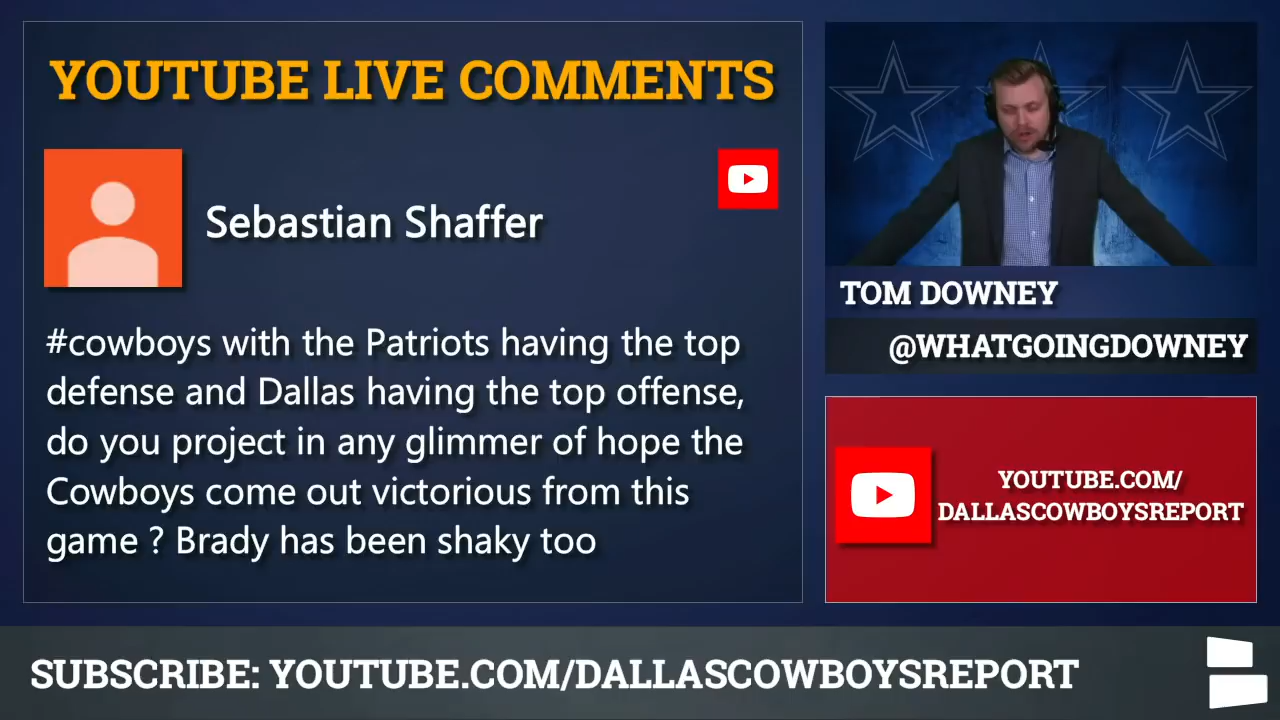 YOUTUBE LIVE COMMENTS
Sebastian Shaffer
#cowboys with the Patriots having the top
defense and Dallas having the top offense,
do you project in any glimmer of hope the
Cowboys come out victorious from this
game ? Brady has been shaky too
TOM DOWNEY
@WHATGOINGDOWNEY
YOUTUBE.COM/
DALLASCOWBOYSREPORT
SUBSCRIBE: YOUTUBE.COM/DALLASCOWBOYSREPORT